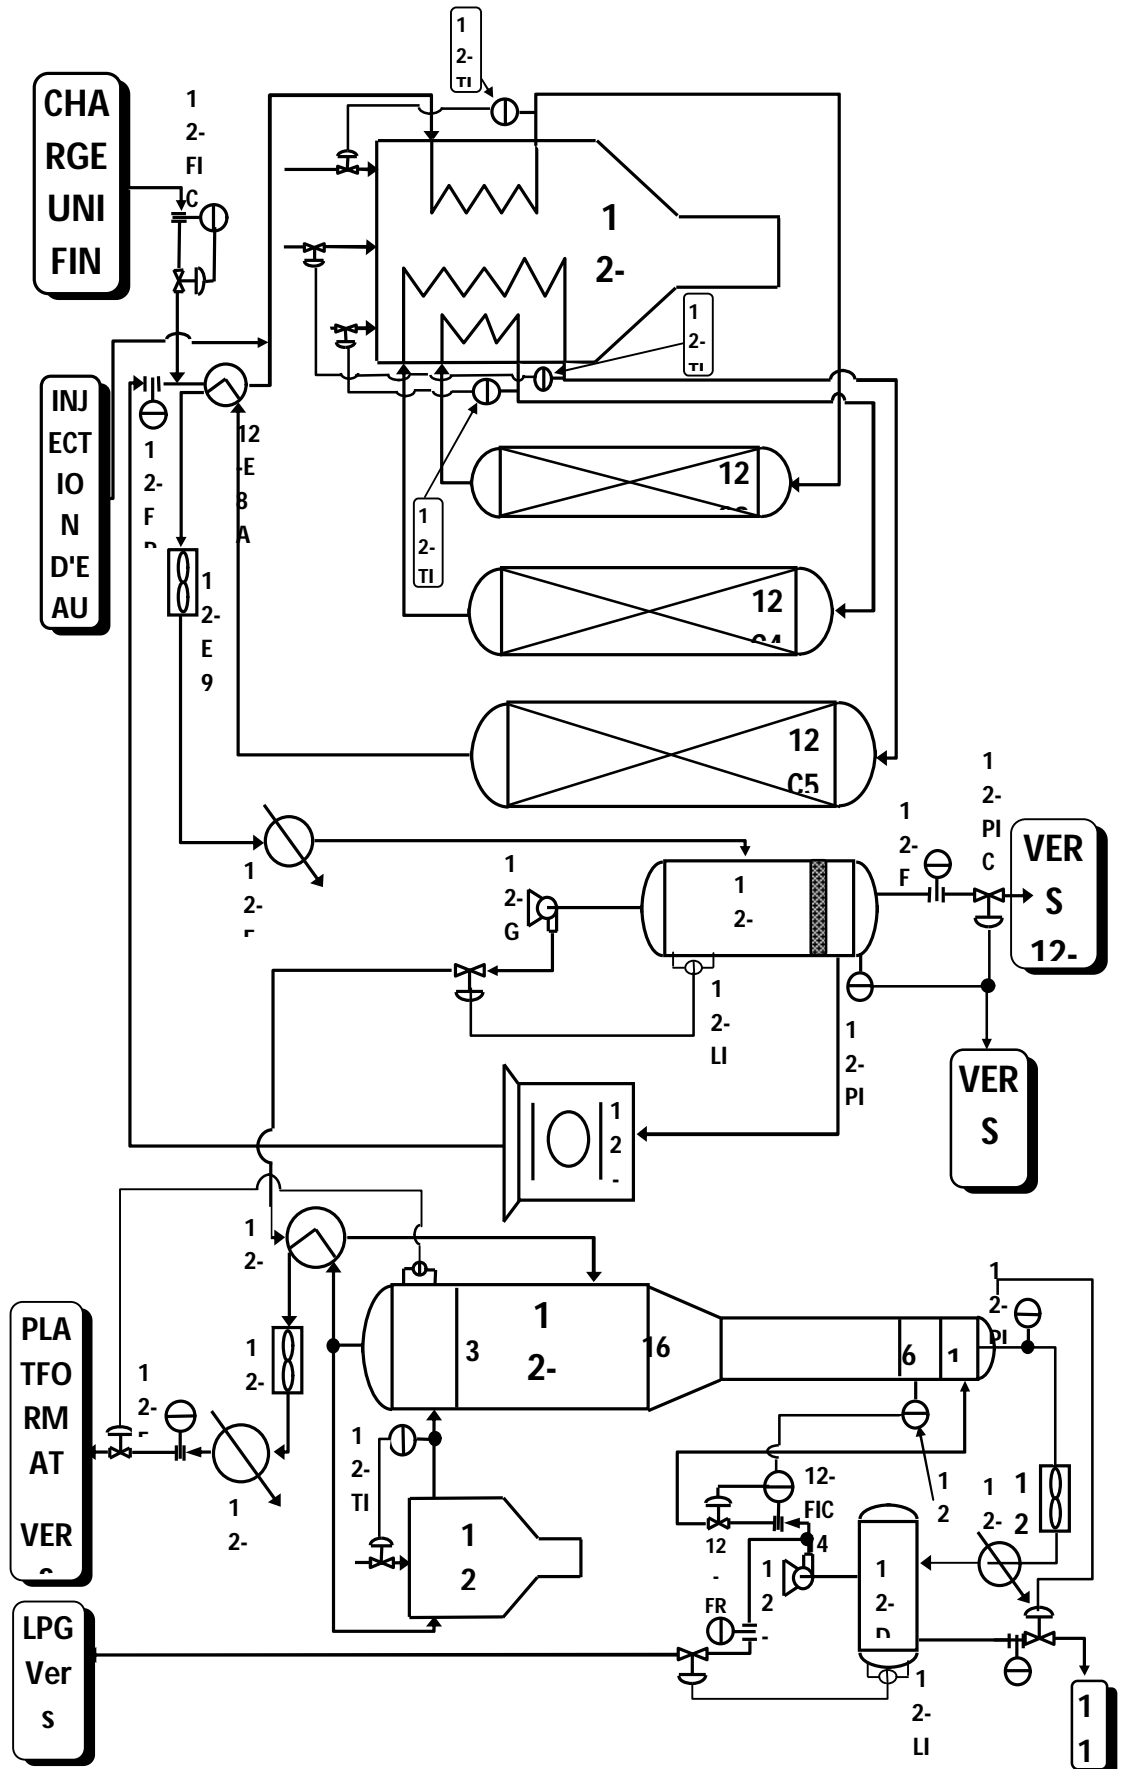 1
2-
TI
CHA
RGE
UNI
FIN
1
2-
FI
C
1
2-
1
2-
TI
INJ
ECT
IO
N
D'E
AU
1
2-
F
12
-E
8
A
1
2-
TI
12
12
C4
1
2-
E
9
12
C5
1
2-
1
2-
G
1
2-
1
2-
F
1
2-
PI
C
VER
S
12-
1
2-
LI
1
2-
PI
VER
S
1
2
-
1
2-
1
2-
3
1
2-
16
6
1
1
2-
PI
PLA
TFO
RM
AT
VER
1
2-
1
2-
1
2-
TI
12-
FIC
4
1
2
1
2-
1
2
1
2
12
-
FR
1
2
-
1
2-
D
LPG
Ver
s
1
2-
LI
1
1